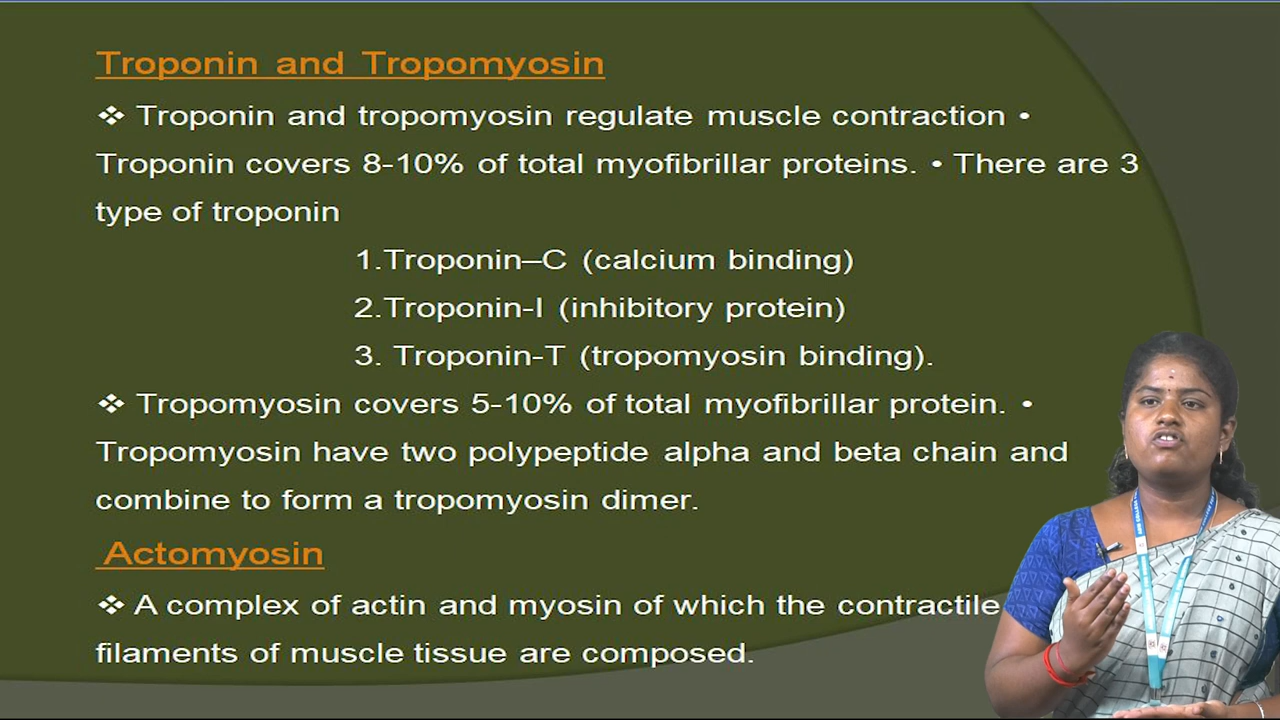 Troponin and Tropomyosin
❖ Troponin and tropomyosin regulate muscle contraction •
Troponin covers 8-10% of total myofibrillar proteins. • There are 3
type of troponin
1.Troponin–C (calcium binding)
2.Troponin-I (inhibitory protein)
3. Troponin-T (tropomyosin binding).
❖ Tropomyosin covers 5-10% of total myofibrillar protein. •
Tropomyosin have two polypeptide alpha and beta chain and
combine to form a tropomyosin dimer.
Actomyosin
❖ A complex of actin and myosin of which the contractile
filaments of muscle tissue are composed.